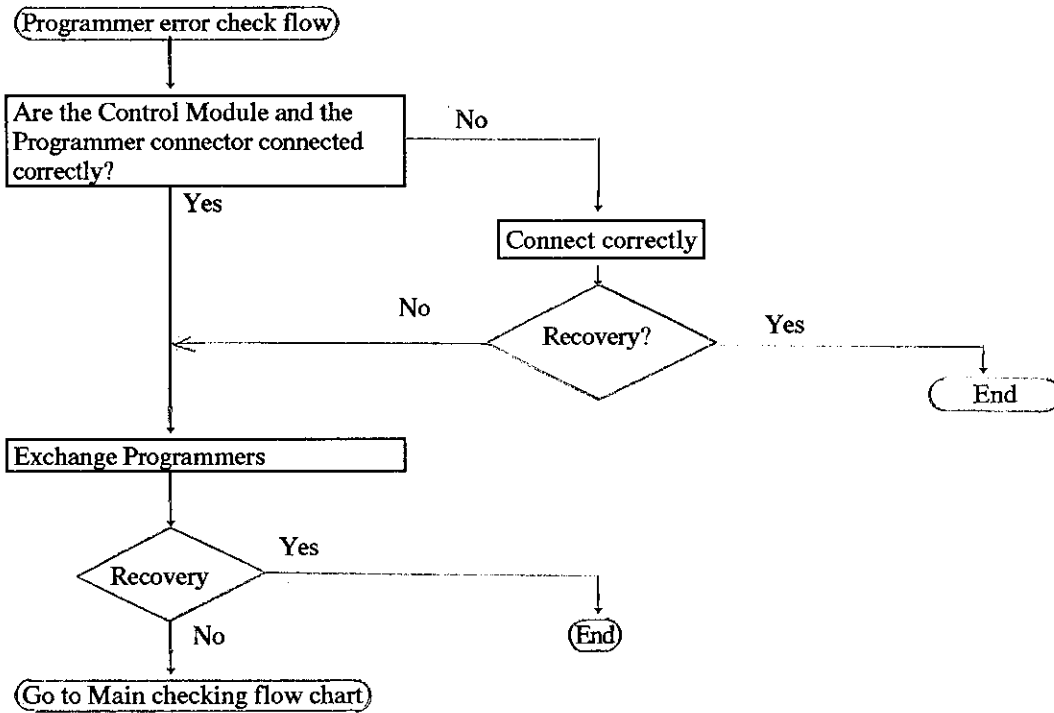 Programmer error check flow
Are the Control Module and the
Programmer connector connected
correctly?
No
Yes
Connect correctly
No
Recovery?
Yes
End
Exchange Programmers
Yes
Recovery
End
No
Go to Main checking flow chart